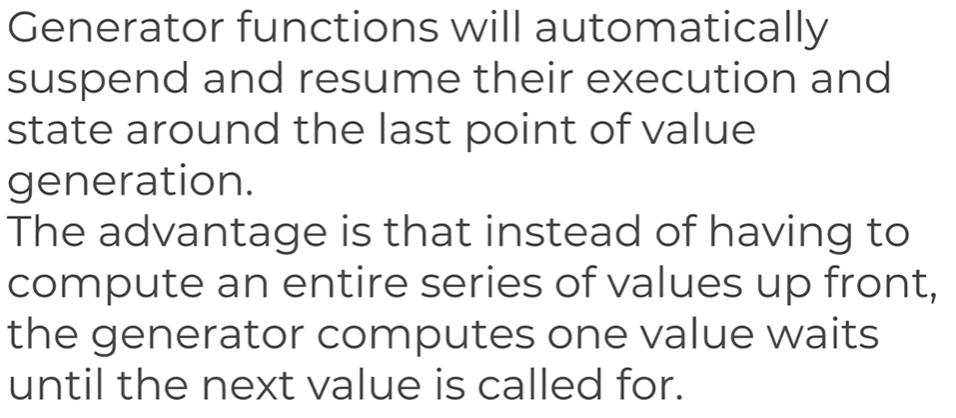 Generator functions will automatically
suspend and resume their execution and
state around the last point of value
generation.
The advantage is that instead of having to
compute an entire series of values up front,
the generator computes one value waits
until the next value is called for.